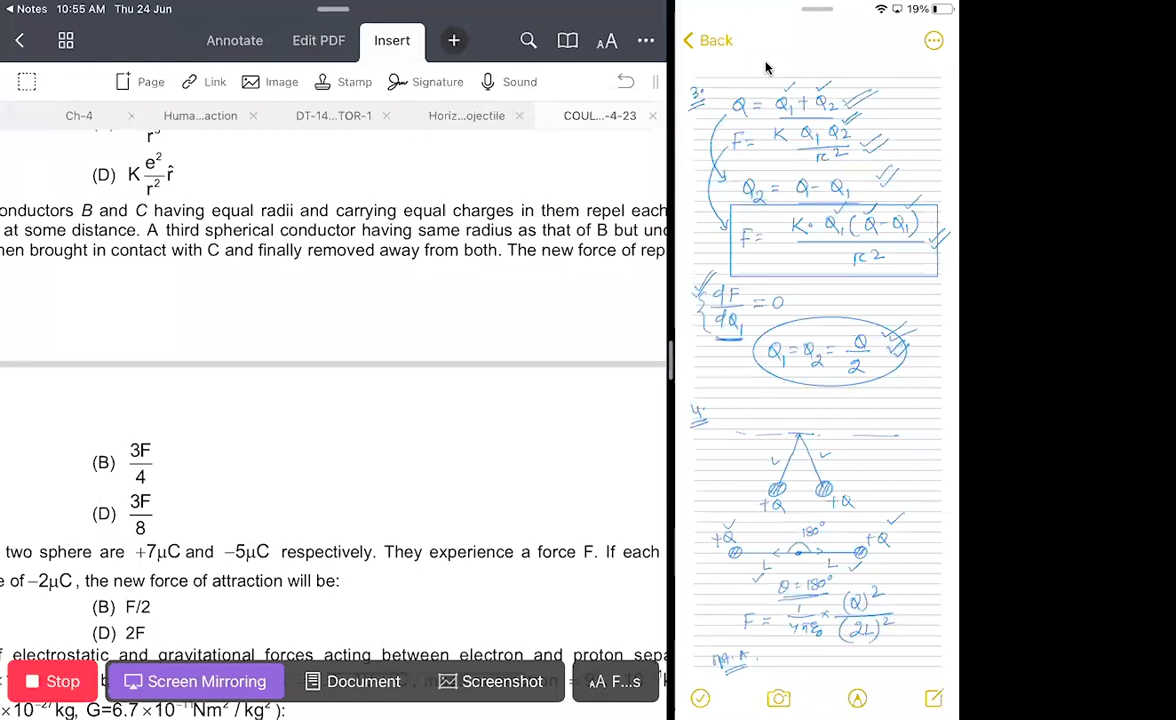 Notes 10:55 AM Thu 24 Jun
19%
Annotate Edit PDF Insert
Back
Page Link Image Stamp Signature Sound
Ch-4 × Huma...action × DT-14...TOR-1 × Horiz...ojectile × COUL...-4-23 ×
r³
(D) K e²/r² r̂
onductors B and C having equal radii and carrying equal charges in them repel each
at some distance. A third spherical conductor having same radius as that of B but unc
hen brought in contact with C and finally removed away from both. The new force of rep
(B) 3F/4
(D) 3F/8
two sphere are +7μC and −5μC respectively. They experience a force F. If each
e of −2μC, the new force of attraction will be:
(B) F/2
(D) 2F
f electrostatic and gravitational forces acting between electron and proton sepa
Stop Screen Mirroring Document Screenshot AA F...s
×10⁻²⁷ kg, G=6.7×10⁻¹¹Nm²/kg²):
3.
Q = Q₁ + Q₂
F = K Q₁ Q₂ / r²
Q₂ = Q − Q₁
F = K · Q₁ (Q − Q₁) / r²
dF/dQ₁ = 0
Q₁ = Q₂ = Q/2
4.
L L
+Q +Q
+Q 180° +Q
L L
θ = 180°
F = 1/4πε₀ × (Q)²/(2L)²